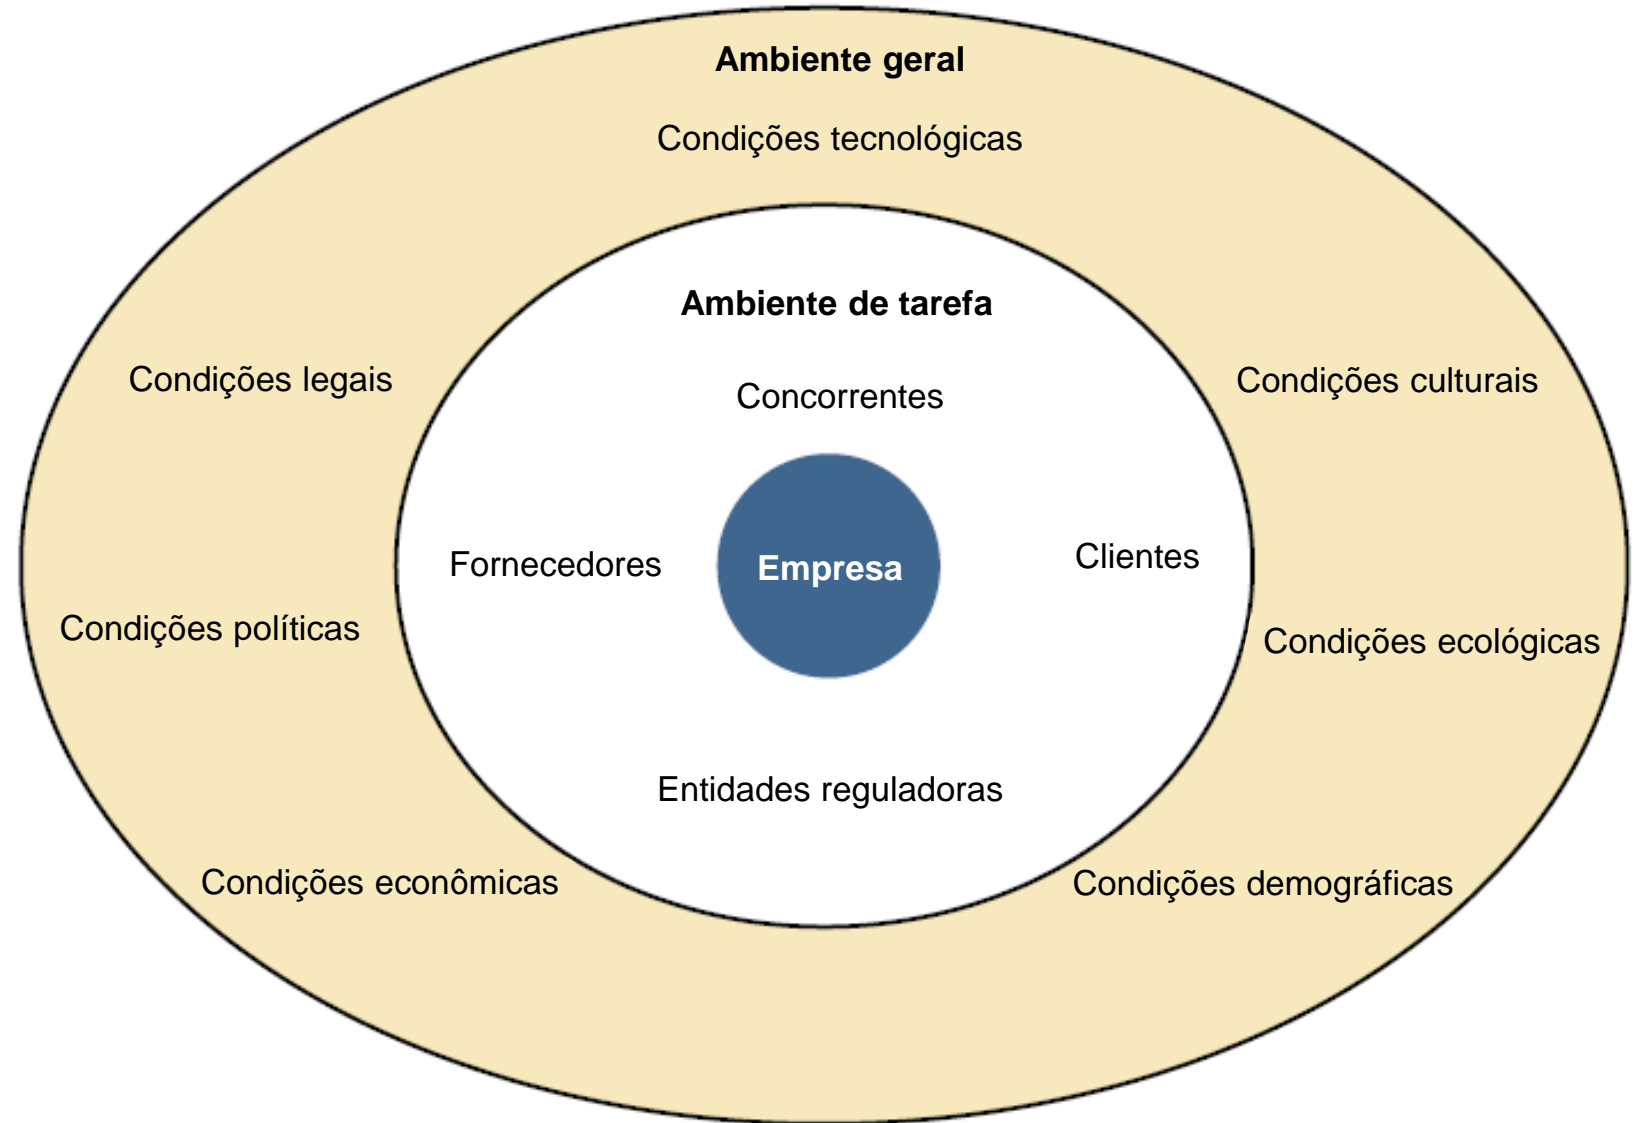 Ambiente geral
Condições tecnológicas
Ambiente de tarefa
Condições legais
Concorrentes
Condições culturais
Fornecedores
Empresa
Clientes
Condições políticas
Condições ecológicas
Entidades reguladoras
Condições econômicas
Condições demográficas